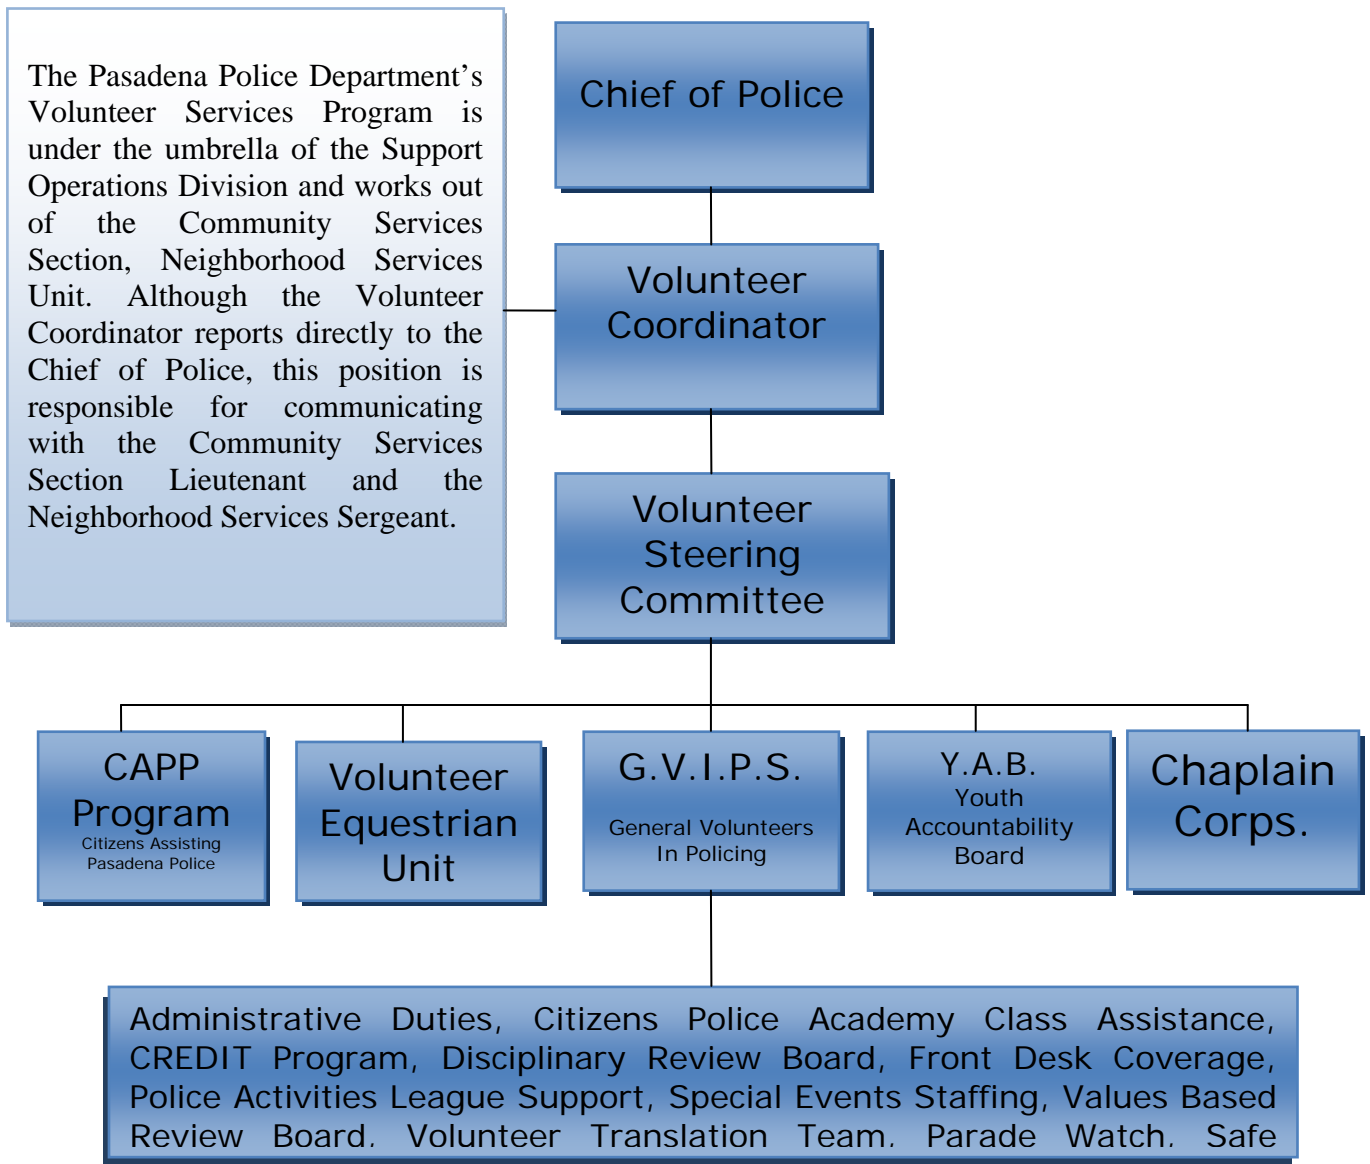 The Pasadena Police Department’s
Volunteer Services Program is
under the umbrella of the Support
Operations Division and works out
of the Community Services
Section, Neighborhood Services
Unit. Although the Volunteer
Coordinator reports directly to the
Chief of Police, this position is
responsible for communicating
with the Community Services
Section Lieutenant and the
Neighborhood Services Sergeant.
Chief of Police
Volunteer
Coordinator
Volunteer
Steering
Committee
CAPP
Program
Citizens Assisting
Pasadena Police
Volunteer
Equestrian
Unit
G.V.I.P.S.
General Volunteers
In Policing
Y.A.B.
Youth
Accountability
Board
Chaplain
Corps.
Administrative Duties, Citizens Police Academy Class Assistance,
CREDIT Program, Disciplinary Review Board, Front Desk Coverage,
Police Activities League Support, Special Events Staffing, Values Based
Review Board, Volunteer Translation Team, Parade Watch, Safe